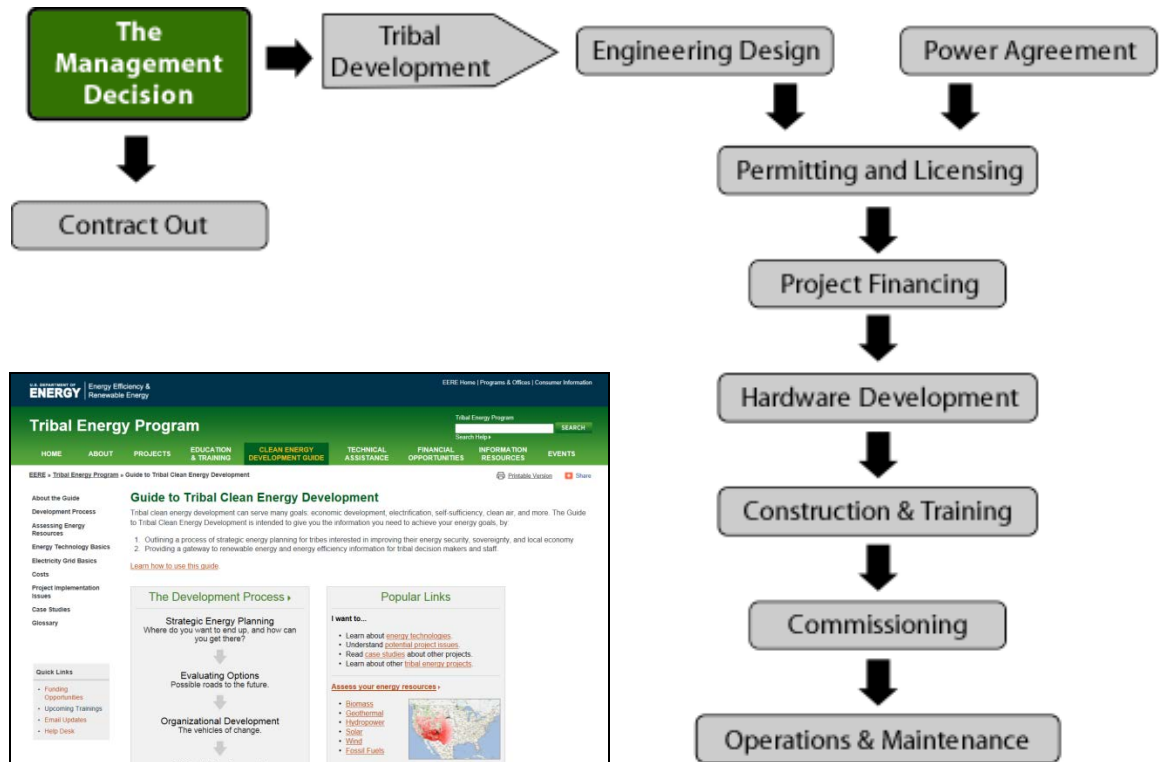 The
Management
Decision
Tribal
Development
Engineering Design
Power Agreement
Contract Out
Permitting and Licensing
Project Financing
Hardware Development
Construction & Training
Commissioning
Operations & Maintenance
U.S. DEPARTMENT OF
ENERGY
Energy Efficiency &
Renewable Energy
EERE Home | Programs & Offices | Consumer Information
Tribal Energy Program
Tribal Energy Program
SEARCH
Search Help
HOME
ABOUT
PROJECTS
EDUCATION
& TRAINING
CLEAN ENERGY
DEVELOPMENT GUIDE
TECHNICAL
ASSISTANCE
FINANCIAL
OPPORTUNITIES
INFORMATION
RESOURCES
EVENTS
EERE » Tribal Energy Program » Guide to Tribal Clean Energy Development
Printable Version
Share
About the Guide
Development Process
Assessing Energy
Resources
Energy Technology Basics
Electricity Grid Basics
Costs
Project Implementation
Issues
Case Studies
Glossary
Quick Links
• Funding
Opportunities
• Upcoming Trainings
• Email Updates
• Help Desk
Guide to Tribal Clean Energy Development
Tribal clean energy development can serve many goals: economic development, electrification, self-sufficiency, clean air, and more. The Guide
to Tribal Clean Energy Development is intended to give you the information you need to achieve your energy goals, by:
1. Outlining a process of strategic energy planning for tribes interested in improving their energy security, sovereignty, and local economy
2. Providing a gateway to renewable energy and energy efficiency information for tribal decision makers and staff.
Learn how to use this guide
The Development Process
Strategic Energy Planning
Where do you want to end up, and how can
you get there?
Evaluating Options
Possible roads to the future.
Organizational Development
The vehicles of change.
Popular Links
I want to...
• Learn about energy technologies.
• Understand potential project issues.
• Read case studies about other projects.
• Learn about other tribal energy projects.
Assess your energy resources
• Biomass
• Geothermal
• Hydropower
• Solar
• Wind
• Fossil Fuels